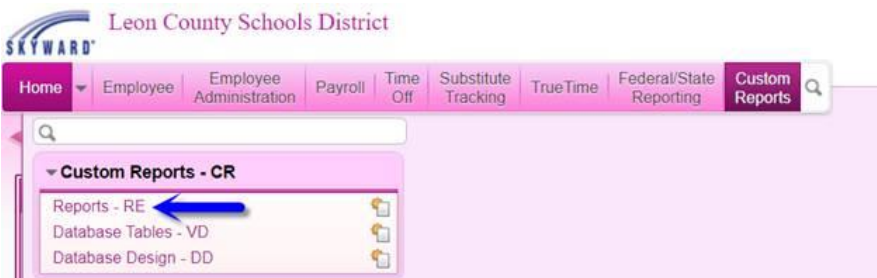 Leon County Schools District
SKYWARD
Home
Employee
Employee
Administration
Payroll
Time
Off
Substitute
Tracking
TrueTime
Federal/State
Reporting
Custom
Reports
Custom Reports - CR
Reports - RE
Database Tables - VD
Database Design - DD